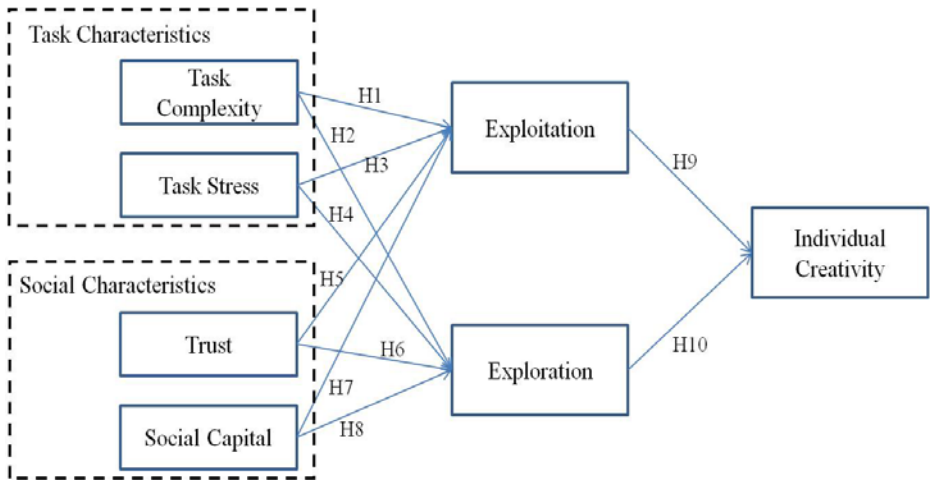 Task Characteristics
Task
Complexity
Task Stress
Social Characteristics
Trust
Social Capital
H1
H2
H3
H4
H5
H6
H7
H8
Exploitation
Exploration
H9
H10
Individual
Creativity